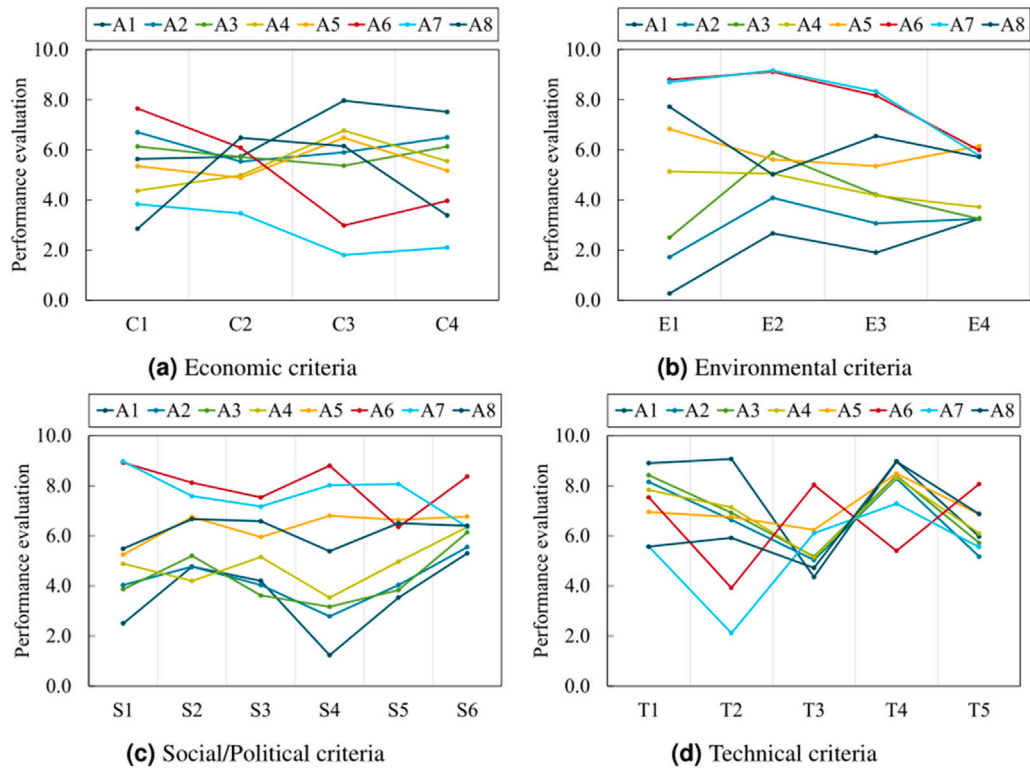 A1 A2 A3 A4 A5 A6 A7 A8
10.0
8.0
6.0
4.0
2.0
0.0
Performance evaluation
C1 C2 C3 C4
(a) Economic criteria
A1 A2 A3 A4 A5 A6 A7 A8
10.0
8.0
6.0
4.0
2.0
0.0
Performance evaluation
E1 E2 E3 E4
(b) Environmental criteria
A1 A2 A3 A4 A5 A6 A7 A8
10.0
8.0
6.0
4.0
2.0
0.0
Performance evaluation
S1 S2 S3 S4 S5 S6
(c) Social/Political criteria
A1 A2 A3 A4 A5 A6 A7 A8
10.0
8.0
6.0
4.0
2.0
0.0
Performance evaluation
T1 T2 T3 T4 T5
(d) Technical criteria